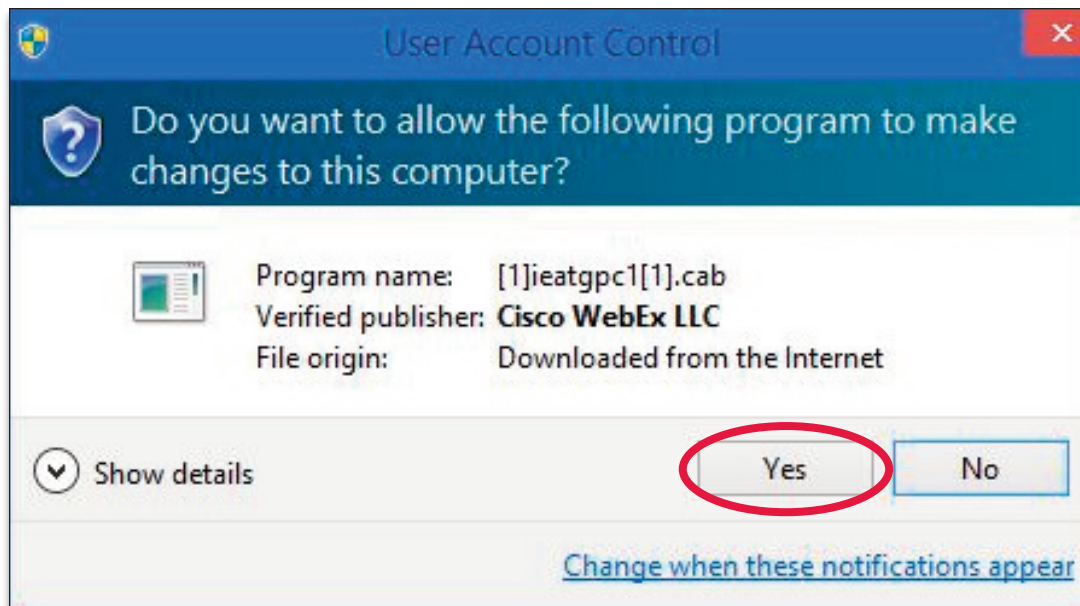 User Account Control
Do you want to allow the following program to make
changes to this computer?
Program name: [1]ieatgpc1[1].cab
Verified publisher: Cisco WebEx LLC
File origin: Downloaded from the Internet
Show details
Yes No
Change when these notifications appear